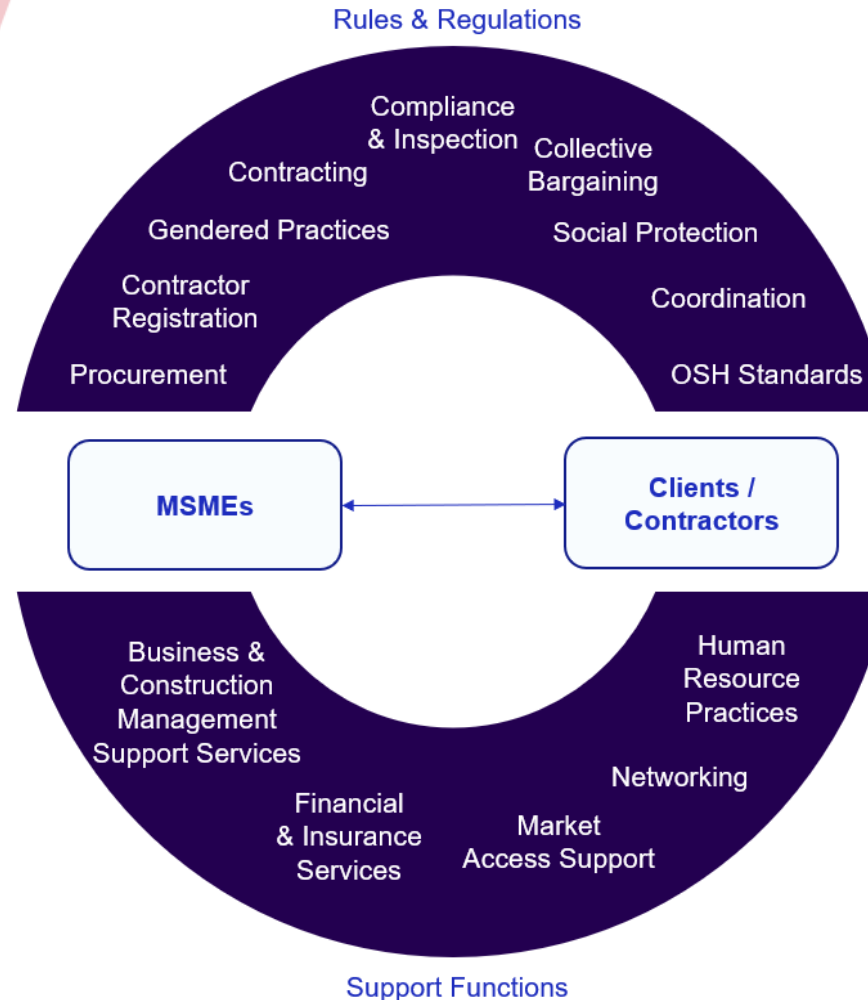 Rules & Regulations
Compliance
& Inspection
Collective
Bargaining
Contracting
Gendered Practices
Social Protection
Contractor
Registration
Coordination
Procurement
OSH Standards
MSMEs
Clients /
Contractors
Business &
Construction
Management
Support Services
Human
Resource
Practices
Networking
Financial
& Insurance
Services
Market
Access Support
Support Functions